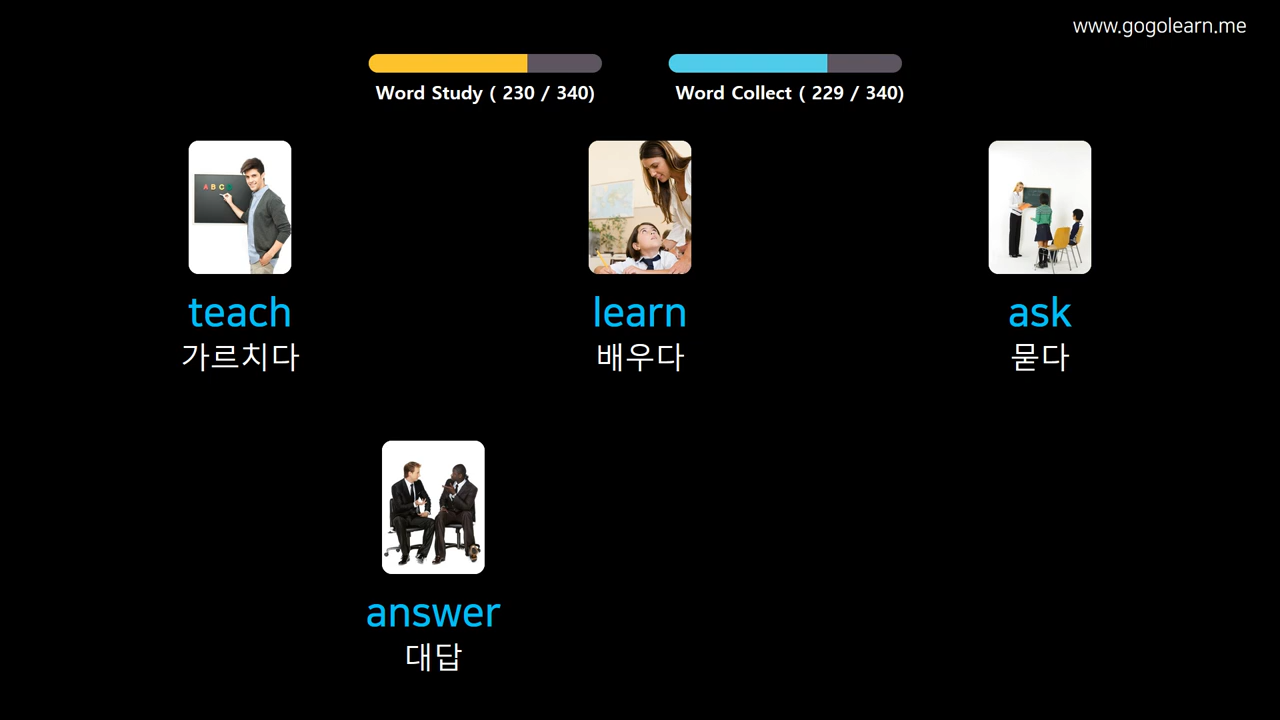 www.gogolearn.me
Word Study ( 230 / 340)
Word Collect ( 229 / 340)
teach
가르치다
learn
배우다
ask
묻다
answer
대답